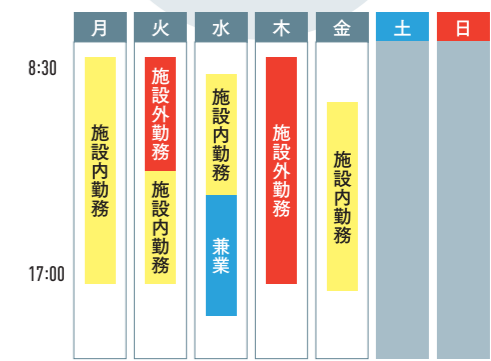 月 火 水 木 金 土 日
8:30
17:00
施設内勤務
施設外勤務
施設内勤務
施設内勤務
兼業
施設外勤務
施設内勤務